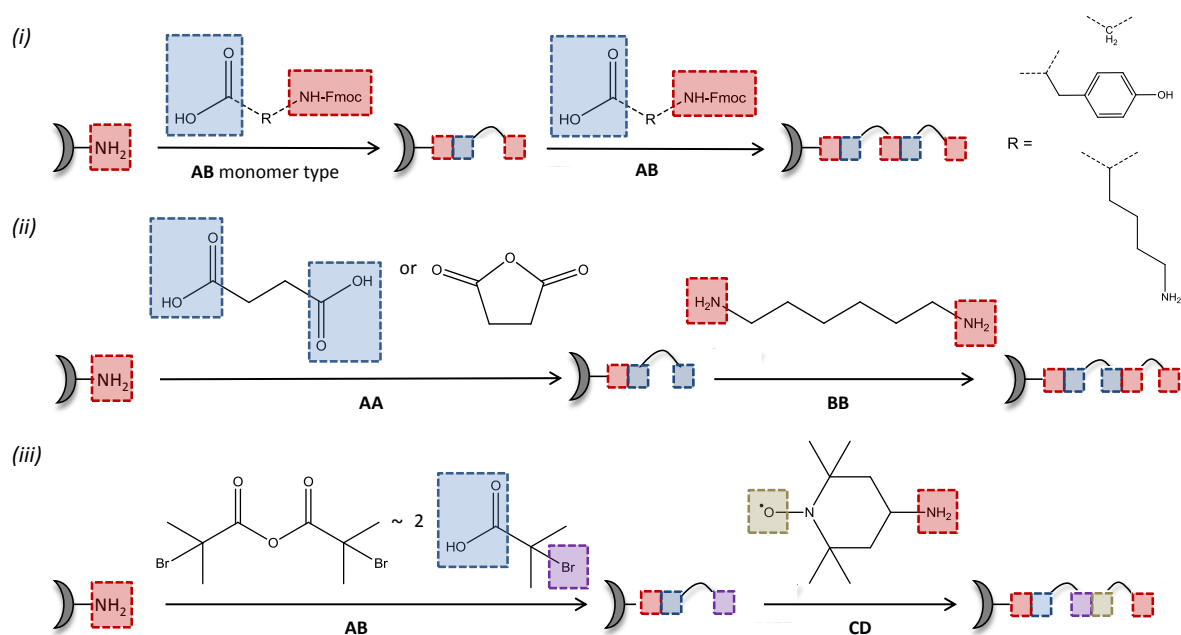 (i)
O
HO
R
NH-Fmoc
NH2
AB monomer type
O
HO
R
NH-Fmoc
AB
C
H2
OH
R =
NH2
(ii)
O
HO
OH
O
or
O
O
O
NH2
AA
H2N
NH2
BB
(iii)
O
O
Br
O
Br
~ 2
O
HO
Br
NH2
AB
•O
N
NH2
CD